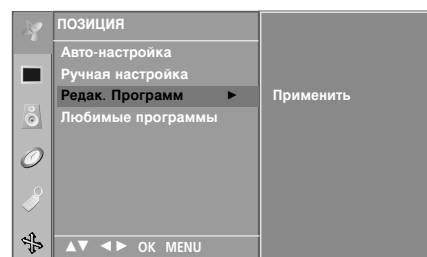 ПОЗИЦИЯ
Авто-настройка
Ручная настройка
Редак. Программ ►
Применить
Любимые программы
▲▼ ◄► OK MENU